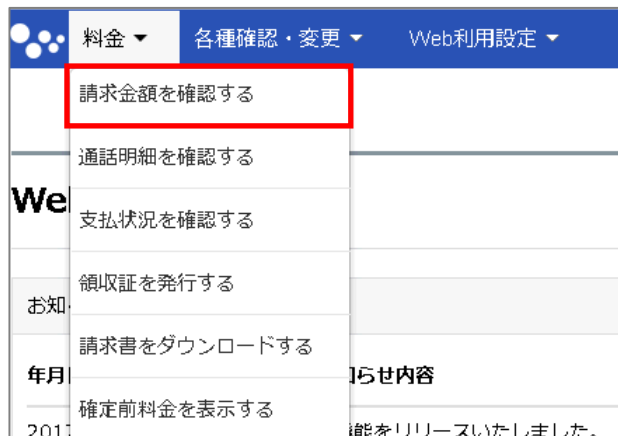 料金 ▼ 各種確認・変更 ▼ Web利用設定 ▼
請求金額を確認する
通話明細を確認する
We
支払状況を確認する
領収証を発行する
お知
請求書をダウンロードする
年月 らせ内容
確定前料金を表示する
2017 能をリリースいたしました。